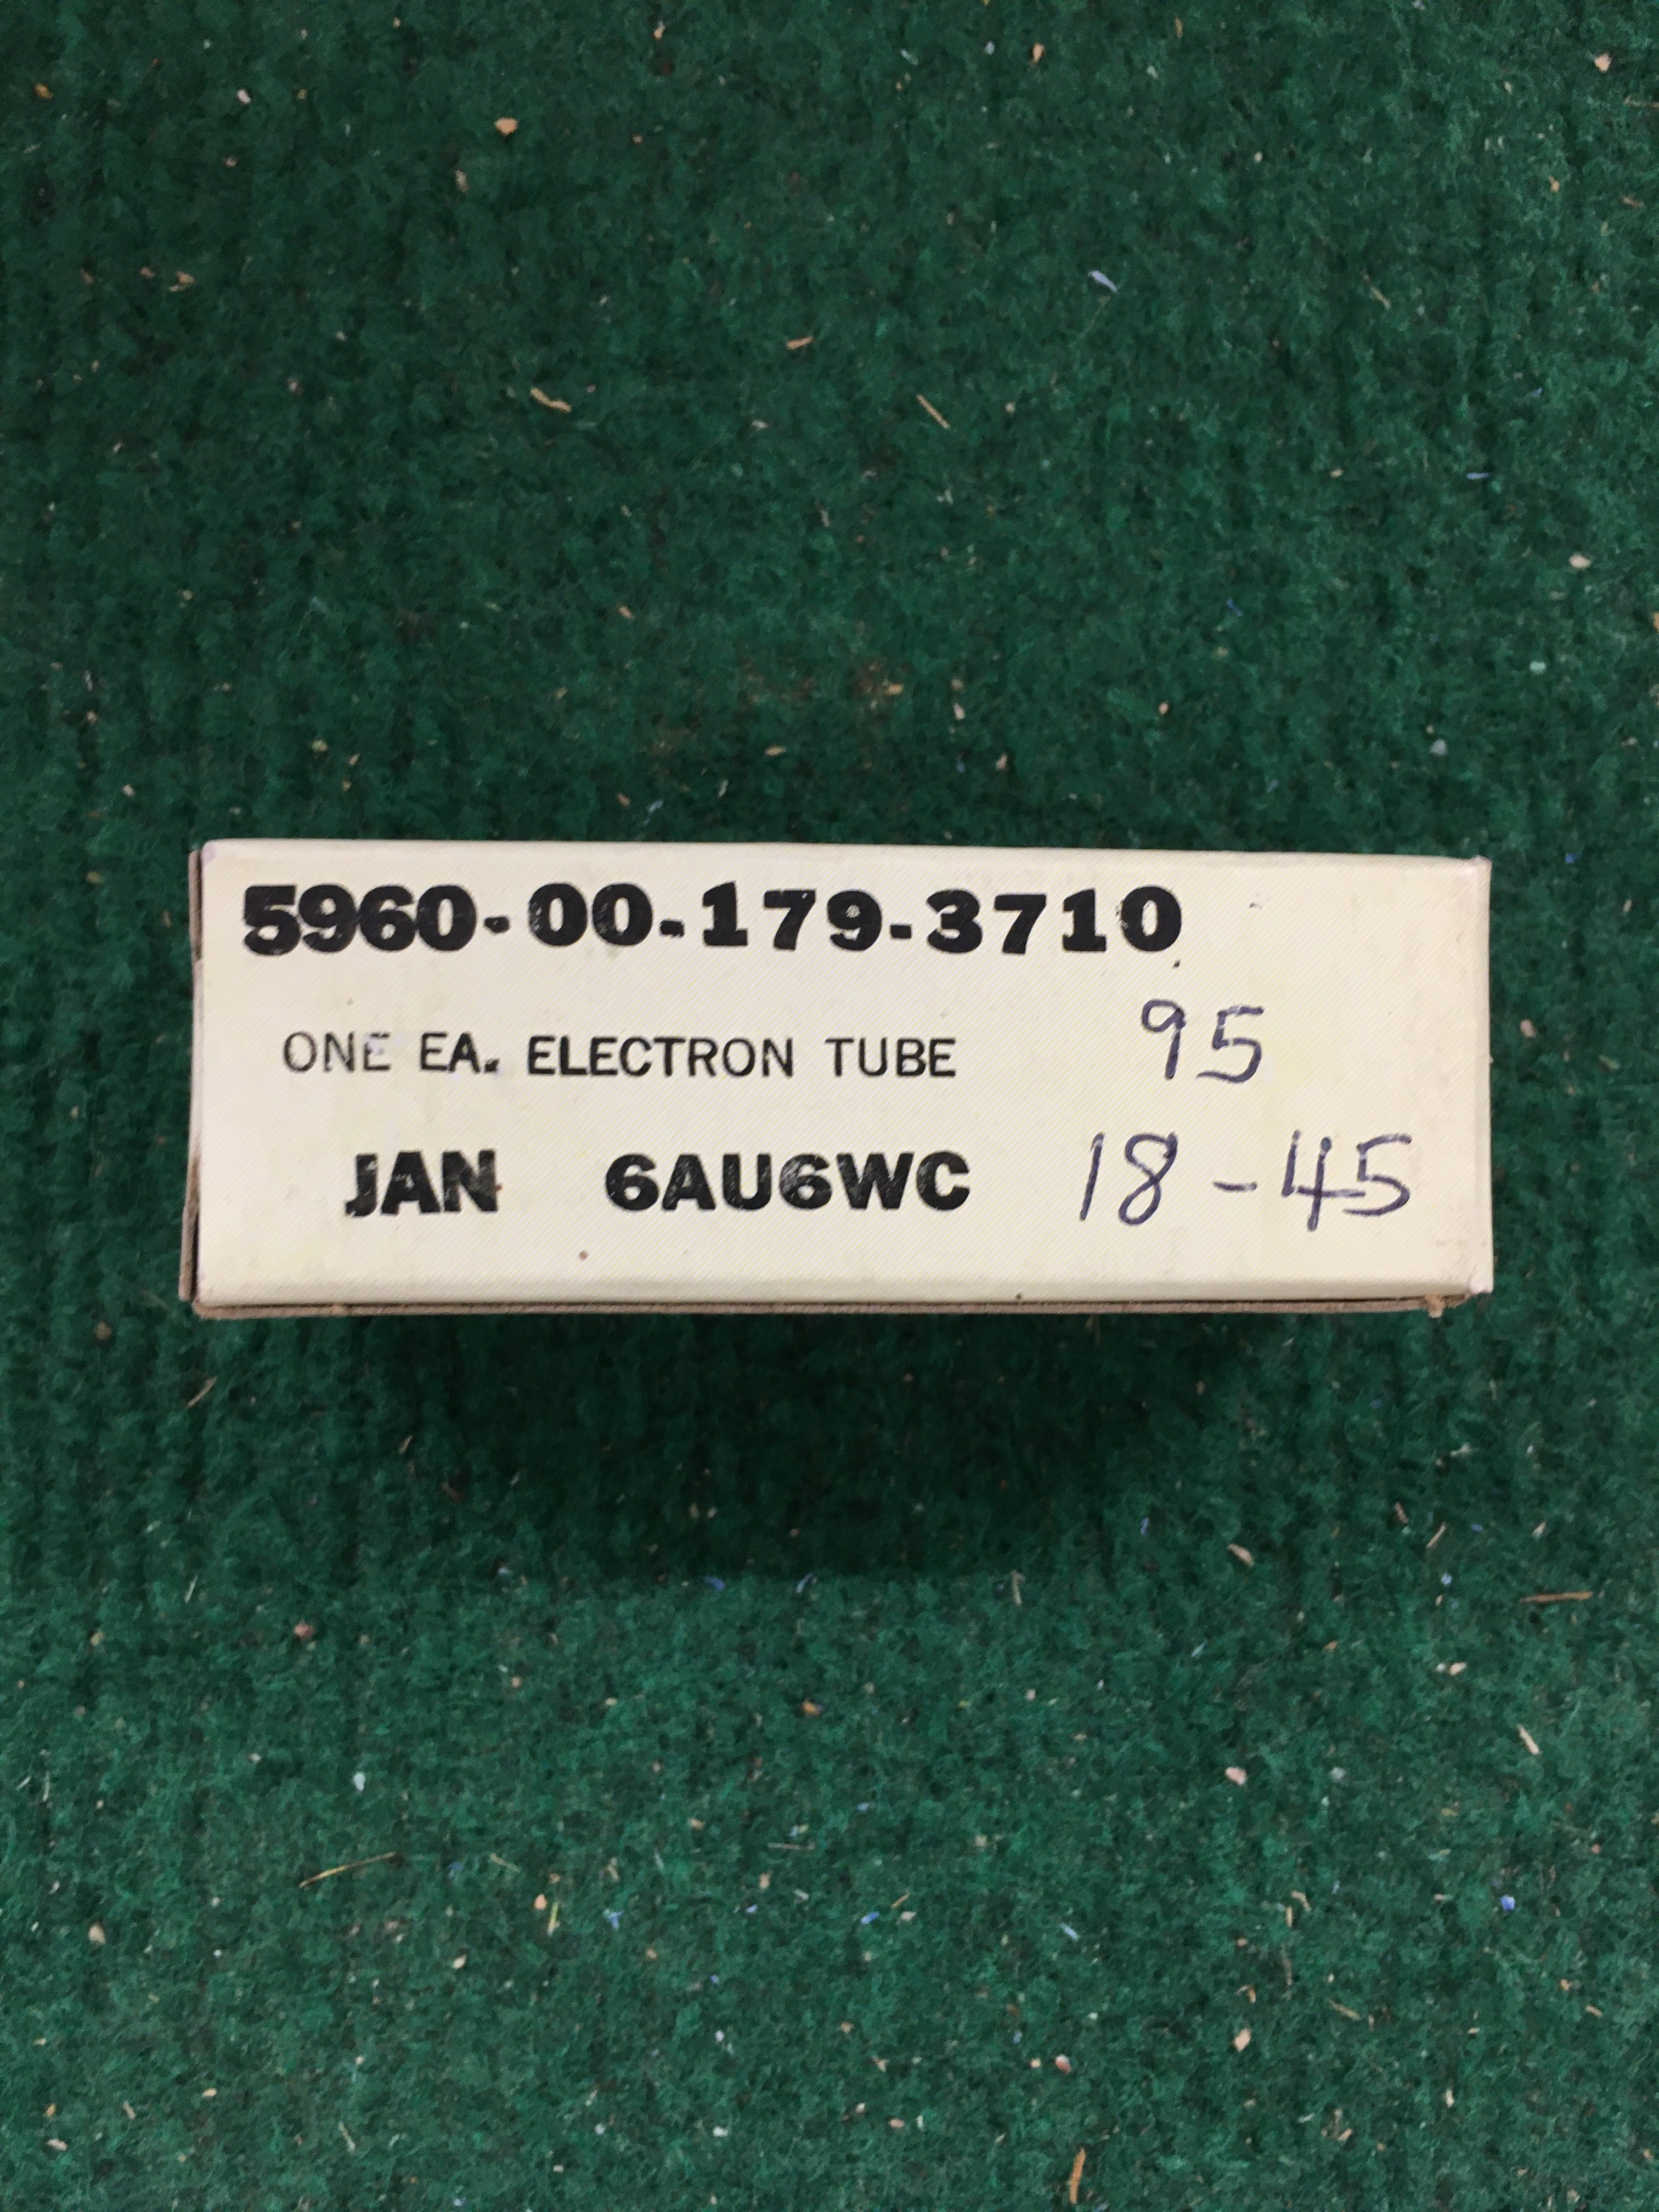 5960-00-179-3710
ONE EA. ELECTRON TUBE 95
JAN 6AU6WC 18-45